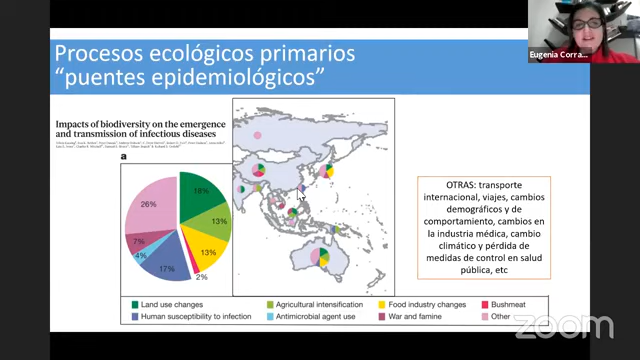 Procesos ecológicos primarios
“puentes epidemiológicos”
Eugenia Corra...
Impacts of biodiversity on the emergence
and transmission of infectious diseases
a
18%
13%
13%
2%
17%
4%
7%
26%
OTRAS: transporte
internacional, viajes, cambios
demográficos y de
comportamiento, cambios en
la industria médica, cambio
climático y pérdida de
medidas de control en salud
pública, etc
Land use changes
Agricultural intensification
Food industry changes
Bushmeat
Human susceptibility to infection
Antimicrobial agent use
War and famine
Other
zoom